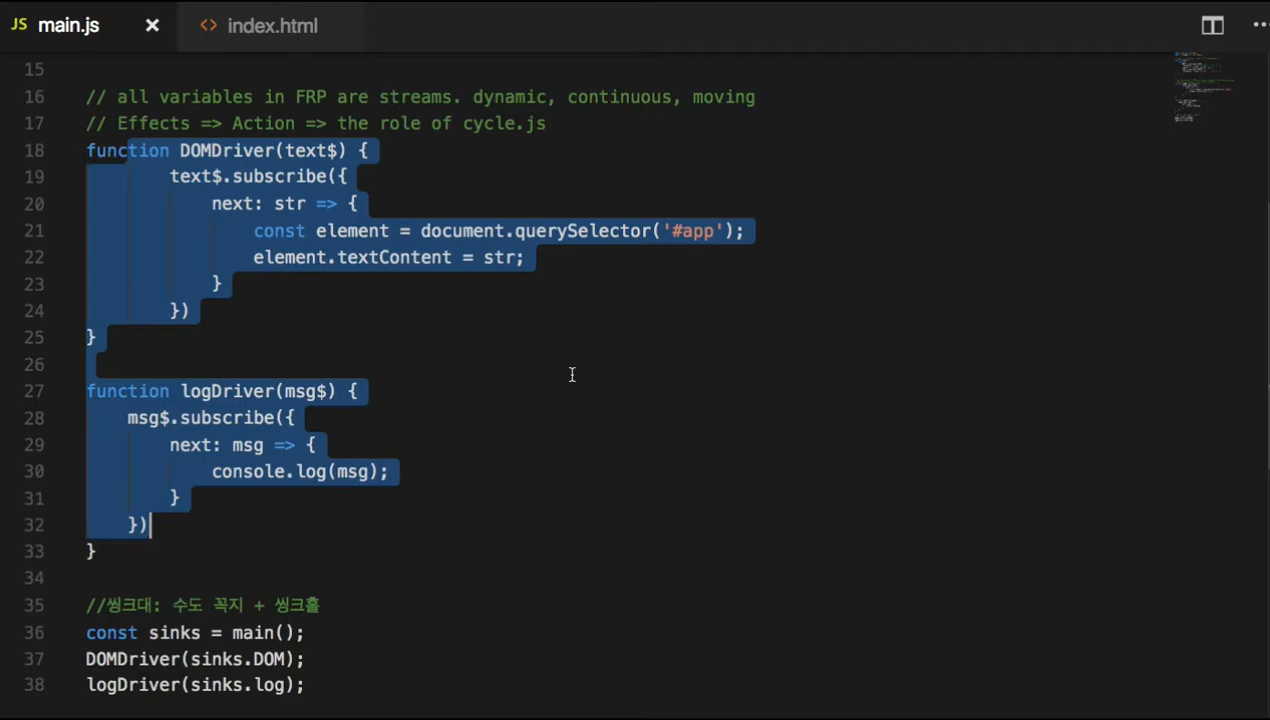 JS main.js × <> index.html
15
16 // all variables in FRP are streams. dynamic, continuous, moving
17 // Effects => Action => the role of cycle.js
18 function DOMDriver(text$) {
19 text$.subscribe({
20 next: str => {
21 const element = document.querySelector('#app');
22 element.textContent = str;
23 }
24 })
25 }
26
27 function logDriver(msg$) {
28 msg$.subscribe({
29 next: msg => {
30 console.log(msg);
31 }
32 })
33 }
34
35 //씽크대: 수도 꼭지 + 씽크홀
36 const sinks = main();
37 DOMDriver(sinks.DOM);
38 logDriver(sinks.log);